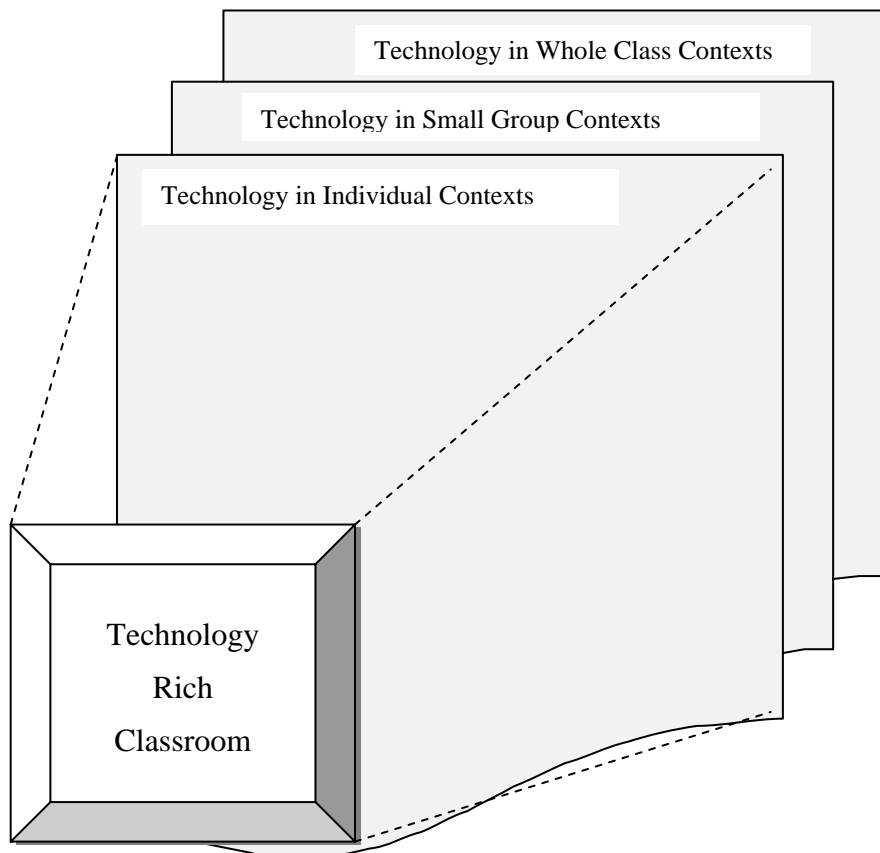 Technology in Whole Class Contexts
Technology in Small Group Contexts
Technology in Individual Contexts
Technology
Rich
Classroom